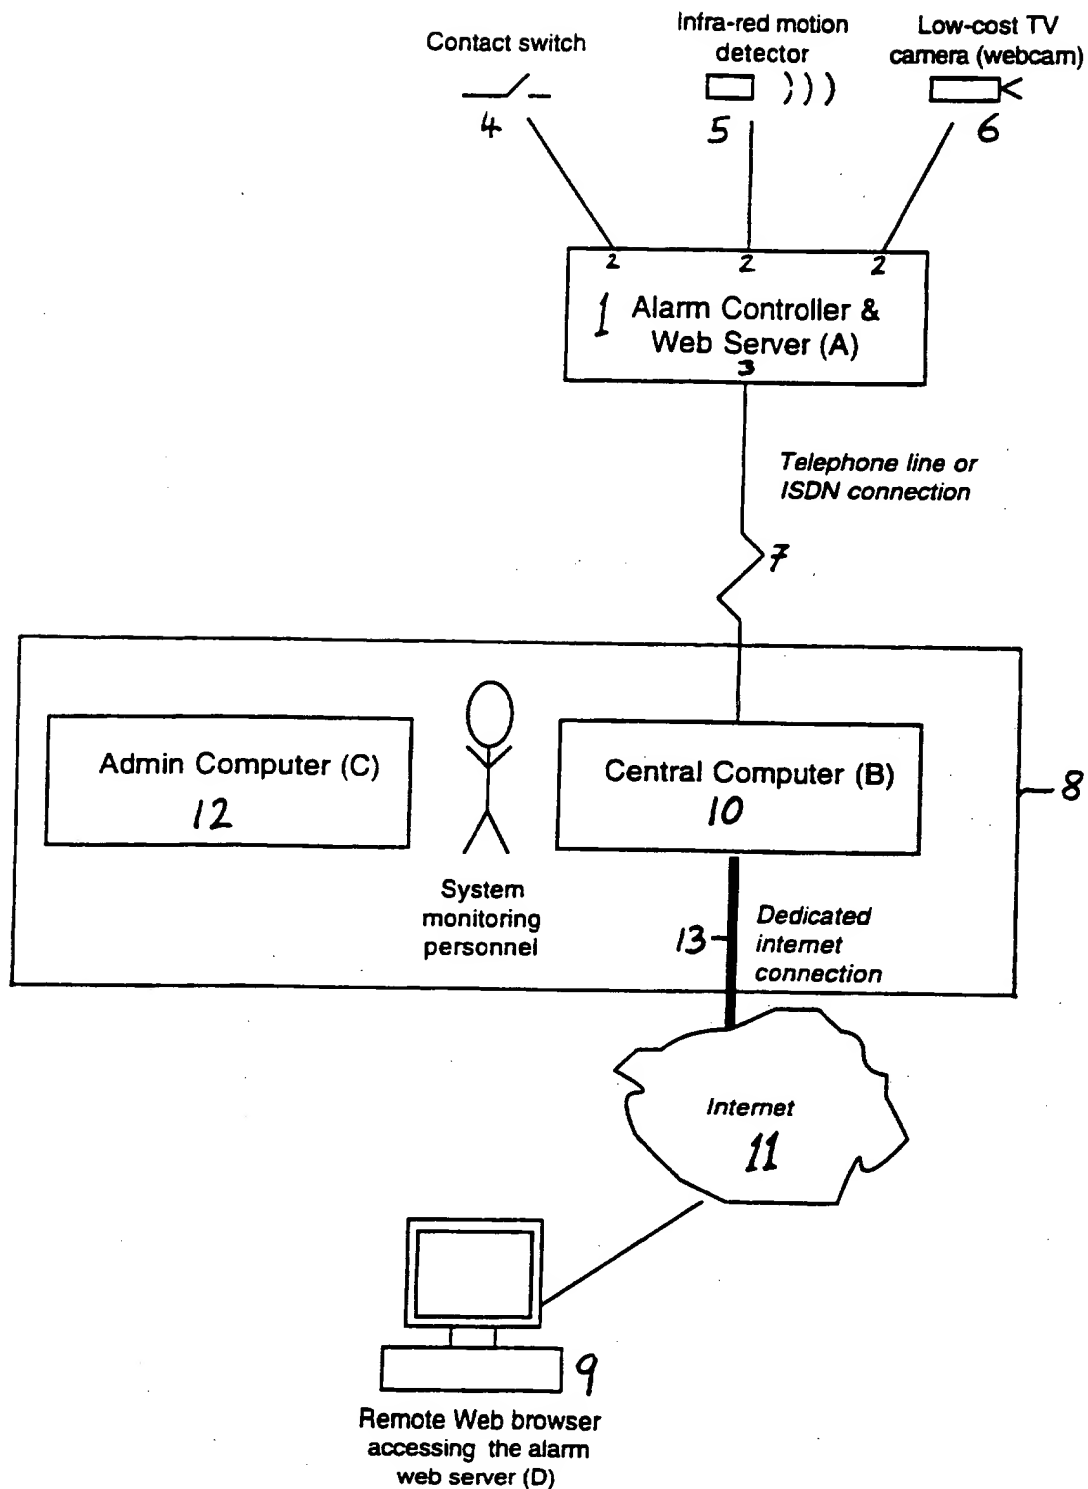 Contact switch
4
Infra-red motion
detector
5
Low-cost TV
camera (webcam)
6
2 2 2
1 Alarm Controller &
Web Server (A)
3
Telephone line or
ISDN connection
7
Admin Computer (C)
12
System
monitoring
personnel
Central Computer (B)
10
8
13
Dedicated
internet
connection
Internet
11
9
Remote Web browser
accessing the alarm
web server (D)